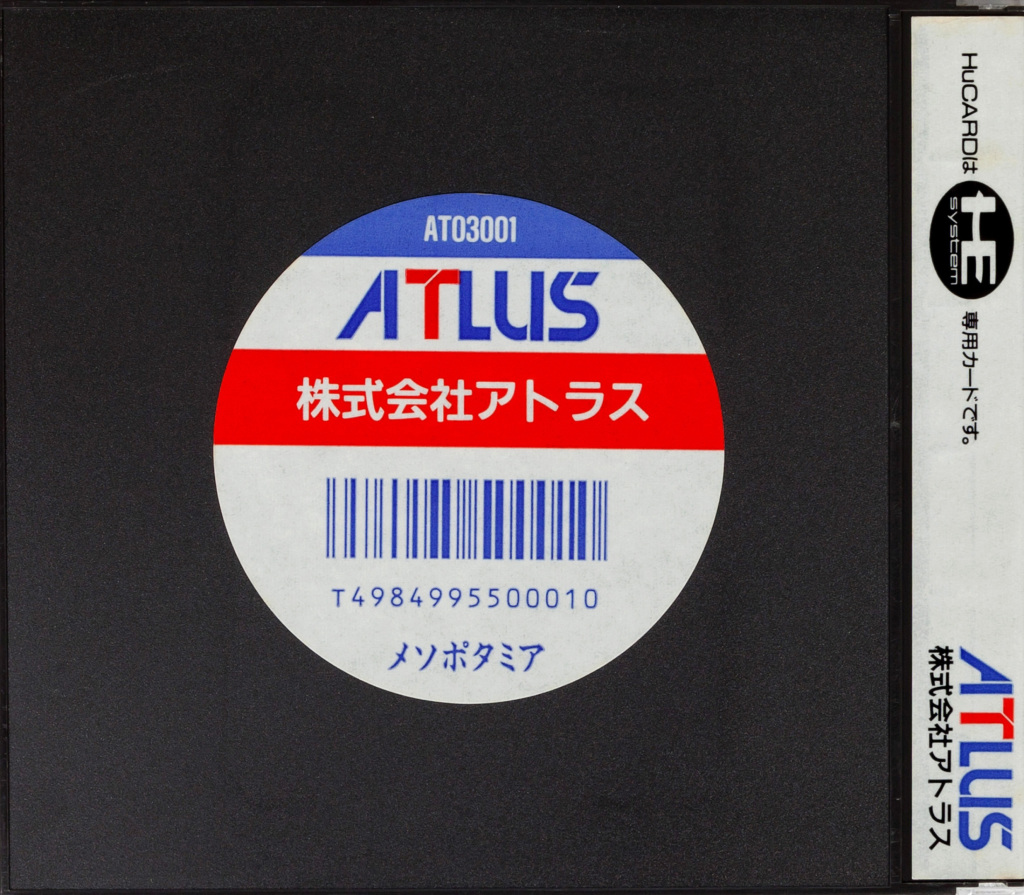 AT03001
ATLUS
株式会社アトラス
T4984995500010
メソポタミア
HuCARDは
HE
system
専用カードです。
ATLUS
株式会社アトラス